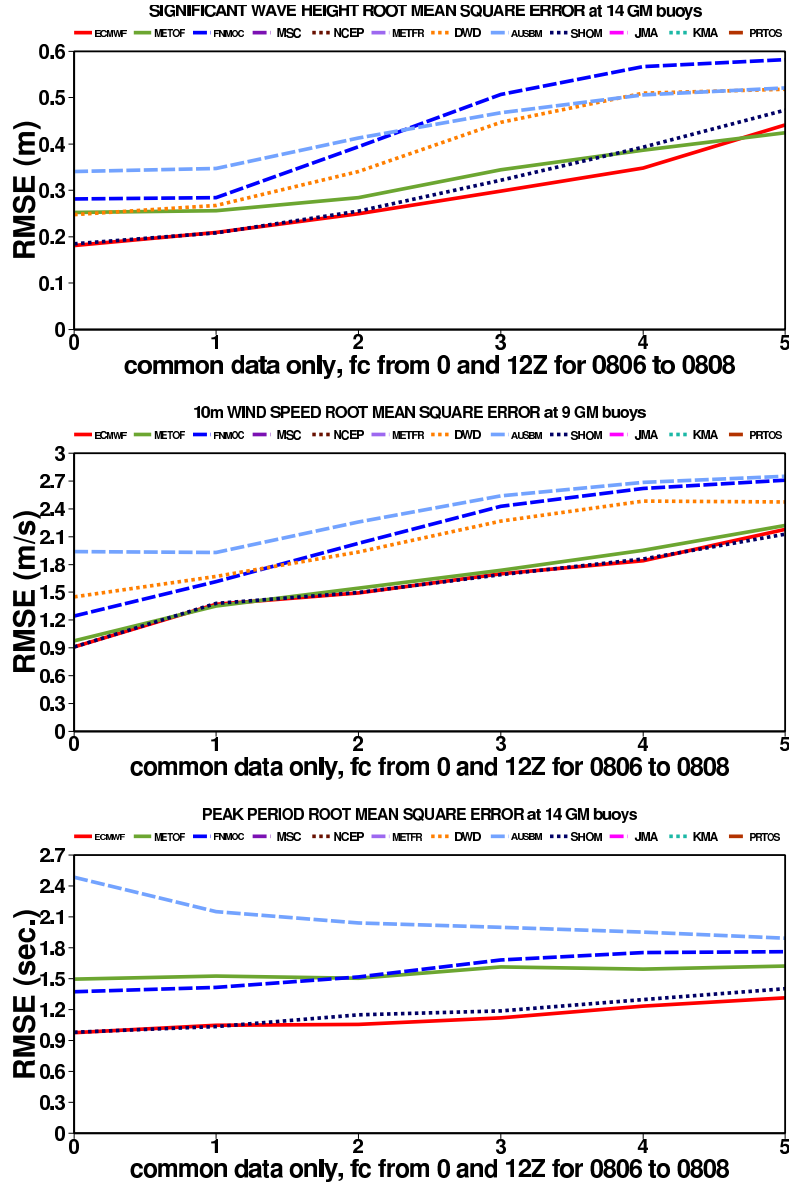 SIGNIFICANT WAVE HEIGHT ROOT MEAN SQUARE ERROR at 14 GM buoys
ECMWF METOF FNMOC MSC NCEP METFR DWD AUSBM SHOM JMA KMA PRTOS
0.6
0.5
0.4
0.3
0.2
0.1
0
RMSE (m)
0 1 2 3 4 5
common data only, fc from 0 and 12Z for 0806 to 0808
10m WIND SPEED ROOT MEAN SQUARE ERROR at 9 GM buoys
ECMWF METOF FNMOC MSC NCEP METFR DWD AUSBM SHOM JMA KMA PRTOS
3
2.7
2.4
2.1
1.8
1.5
1.2
0.9
0.6
0.3
0
RMSE (m/s)
0 1 2 3 4 5
common data only, fc from 0 and 12Z for 0806 to 0808
PEAK PERIOD ROOT MEAN SQUARE ERROR at 14 GM buoys
ECMWF METOF FNMOC MSC NCEP METFR DWD AUSBM SHOM JMA KMA PRTOS
2.7
2.4
2.1
1.8
1.5
1.2
0.9
0.6
0.3
0
RMSE (sec.)
0 1 2 3 4 5
common data only, fc from 0 and 12Z for 0806 to 0808